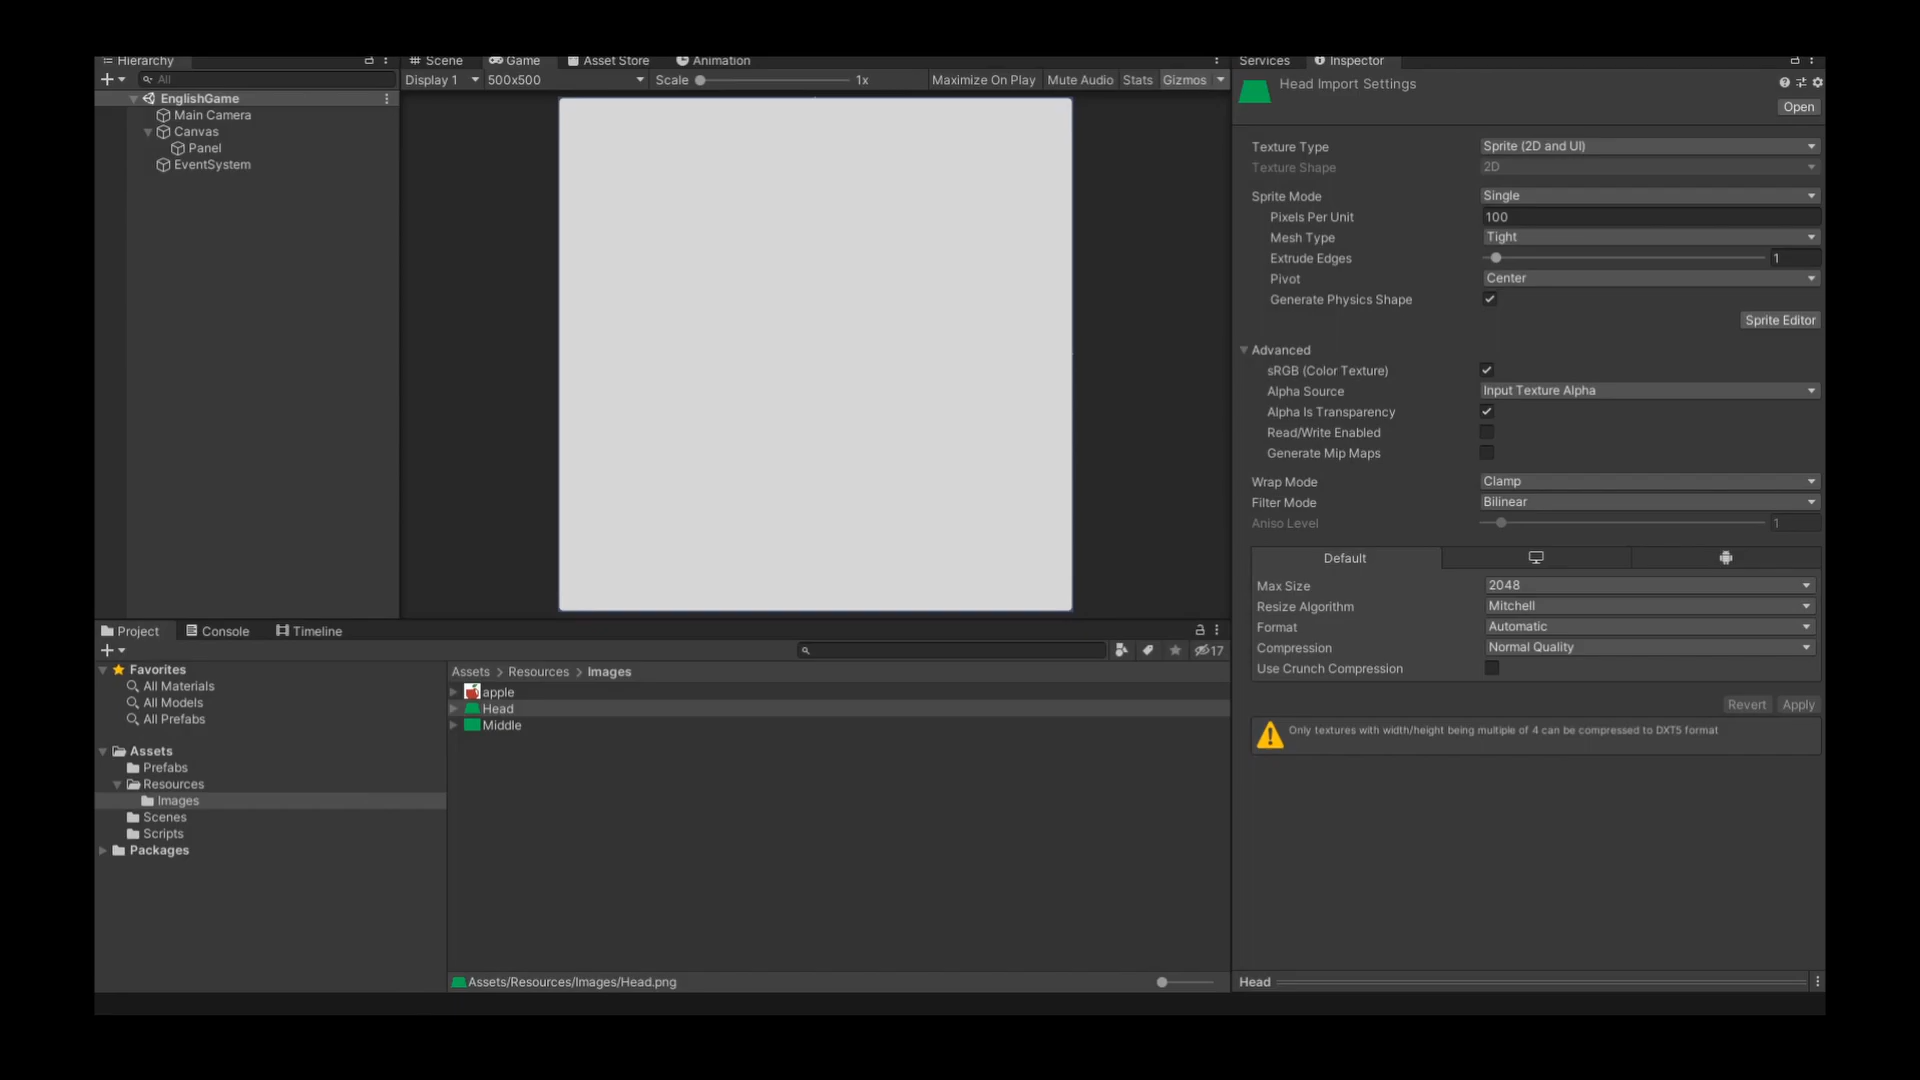 Hierarchy
All
EnglishGame
Main Camera
Canvas
Panel
EventSystem
Scene Game Asset Store Animation
Display 1 500x500 Scale 1x Maximize On Play Mute Audio Stats Gizmos
Services Inspector
Head Import Settings
Open
Texture Type Sprite (2D and UI)
Texture Shape 2D
Sprite Mode Single
Pixels Per Unit 100
Mesh Type Tight
Extrude Edges 1
Pivot Center
Generate Physics Shape
Sprite Editor
Advanced
sRGB (Color Texture)
Alpha Source Input Texture Alpha
Alpha Is Transparency
Read/Write Enabled
Generate Mip Maps
Wrap Mode Clamp
Filter Mode Bilinear
Aniso Level 1
Default
Max Size 2048
Resize Algorithm Mitchell
Format Automatic
Compression Normal Quality
Use Crunch Compression
Revert Apply
Only textures with width/height being multiple of 4 can be compressed to DXT5 format
Head
Project Console Timeline
17
Favorites
All Materials
All Models
All Prefabs
Assets
Prefabs
Resources
Images
Scenes
Scripts
Packages
Assets > Resources > Images
apple
Head
Middle
Assets/Resources/Images/Head.png